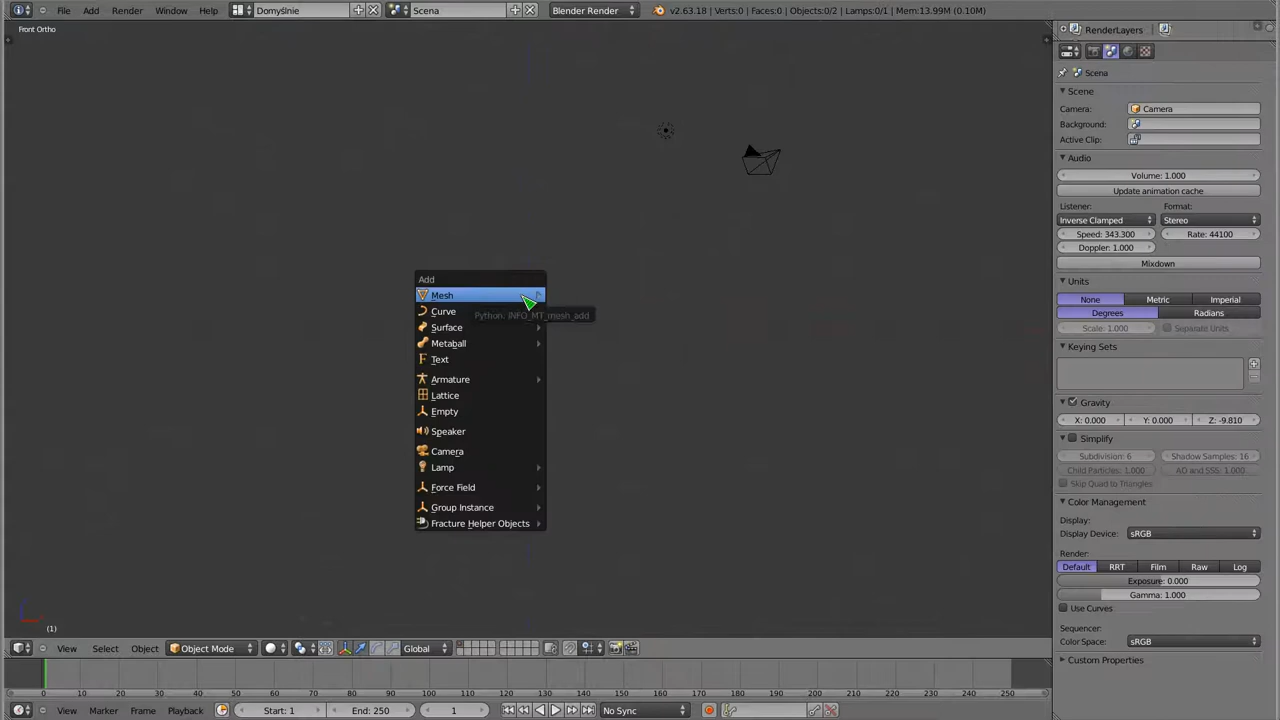 File Add Render Window Help Domyślnie Scena Blender Render v2.63.18 | Verts:0 | Faces:0 | Objects:0/2 | Lamps:0/1 | Mem:13.99M (0.10M)
Front Ortho
RenderLayers
Scena
Scene
Camera: Camera
Background:
Active Clip:
Audio
Volume: 1.000
Update animation cache
Listener: Format:
Inverse Clamped Stereo
Speed: 343.300 Rate: 44100
Doppler: 1.000
Mixdown
Units
None Metric Imperial
Degrees Radians
Scale: 1.000 Separate Units
Keying Sets
Gravity
X: 0.000 Y: 0.000 Z: -9.810
Simplify
Subdivision: 6 Shadow Samples: 16
Child Particles: 1.000 AO and SSS: 1.000
Skip Quad to Triangles
Color Management
Display:
Display Device: sRGB
Render:
Default RRT Film Raw Log
Exposure: 0.000
Gamma: 1.000
Use Curves
Sequencer:
Color Space: sRGB
Custom Properties
Add
Mesh
Curve
Python: INFO_MT_mesh_add
Surface
Metaball
Text
Armature
Lattice
Empty
Speaker
Camera
Lamp
Force Field
Group Instance
Fracture Helper Objects
(1)
View Select Object Object Mode Global
0 10 20 30 40 50 60 70 80 90 100 110 120 130 140 150 160 170 180 190 200 210 220 230 240 250
View Marker Frame Playback Start: 1 End: 250 1 No Sync